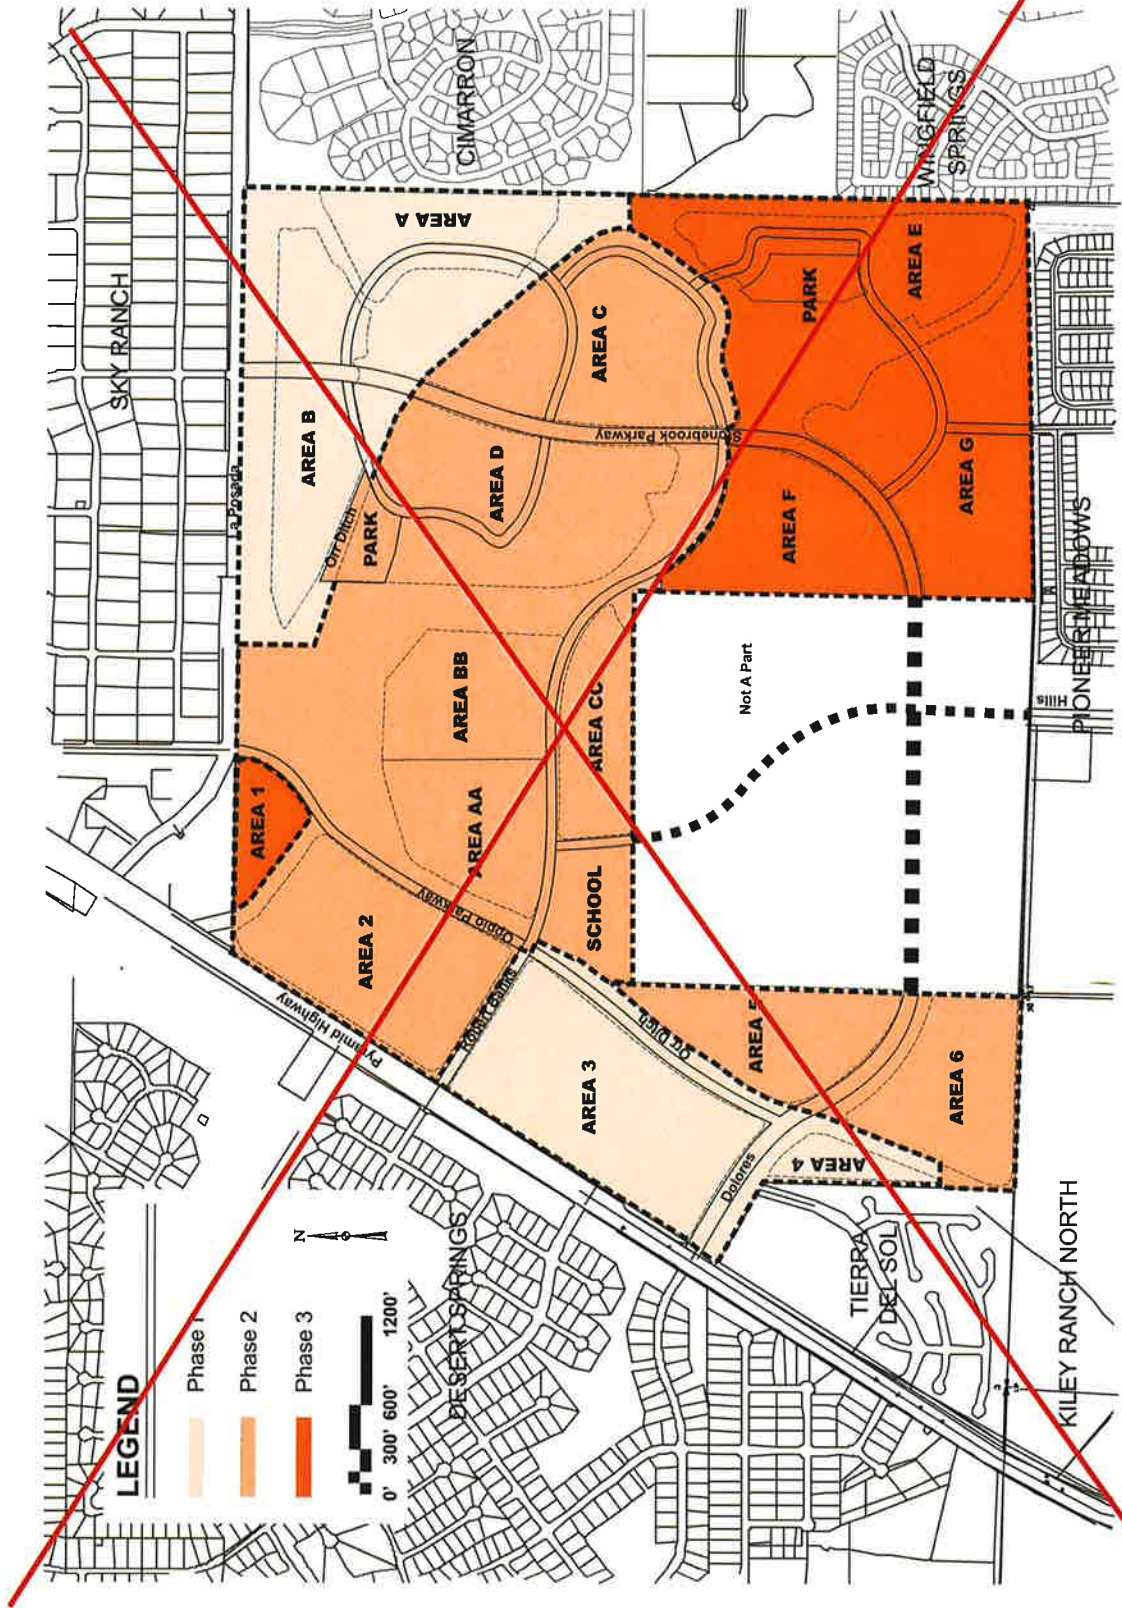 LEGEND
Phase 1
Phase 2
Phase 3
0' 300' 600' 1200'
N
SKY RANCH
La Posada
CIMARRON
WINGFIELD
SPRINGS
PIONEER MEADOWS
KILEY RANCH NORTH
TIERRA
DEL SOL
DESERT SPRINGS
Pyramid Highway
AREA 1
AREA 2
Oppio Parkway
Robert Banks
AREA 3
Orr Ditch
Dolores
AREA 4
AREA 5
AREA 6
SCHOOL
AREA AA
AREA BB
AREA CC
Not A Part
Hills
Orr Ditch
PARK
AREA B
AREA A
AREA D
AREA C
Stonebrook Parkway
AREA F
PARK
AREA E
AREA G